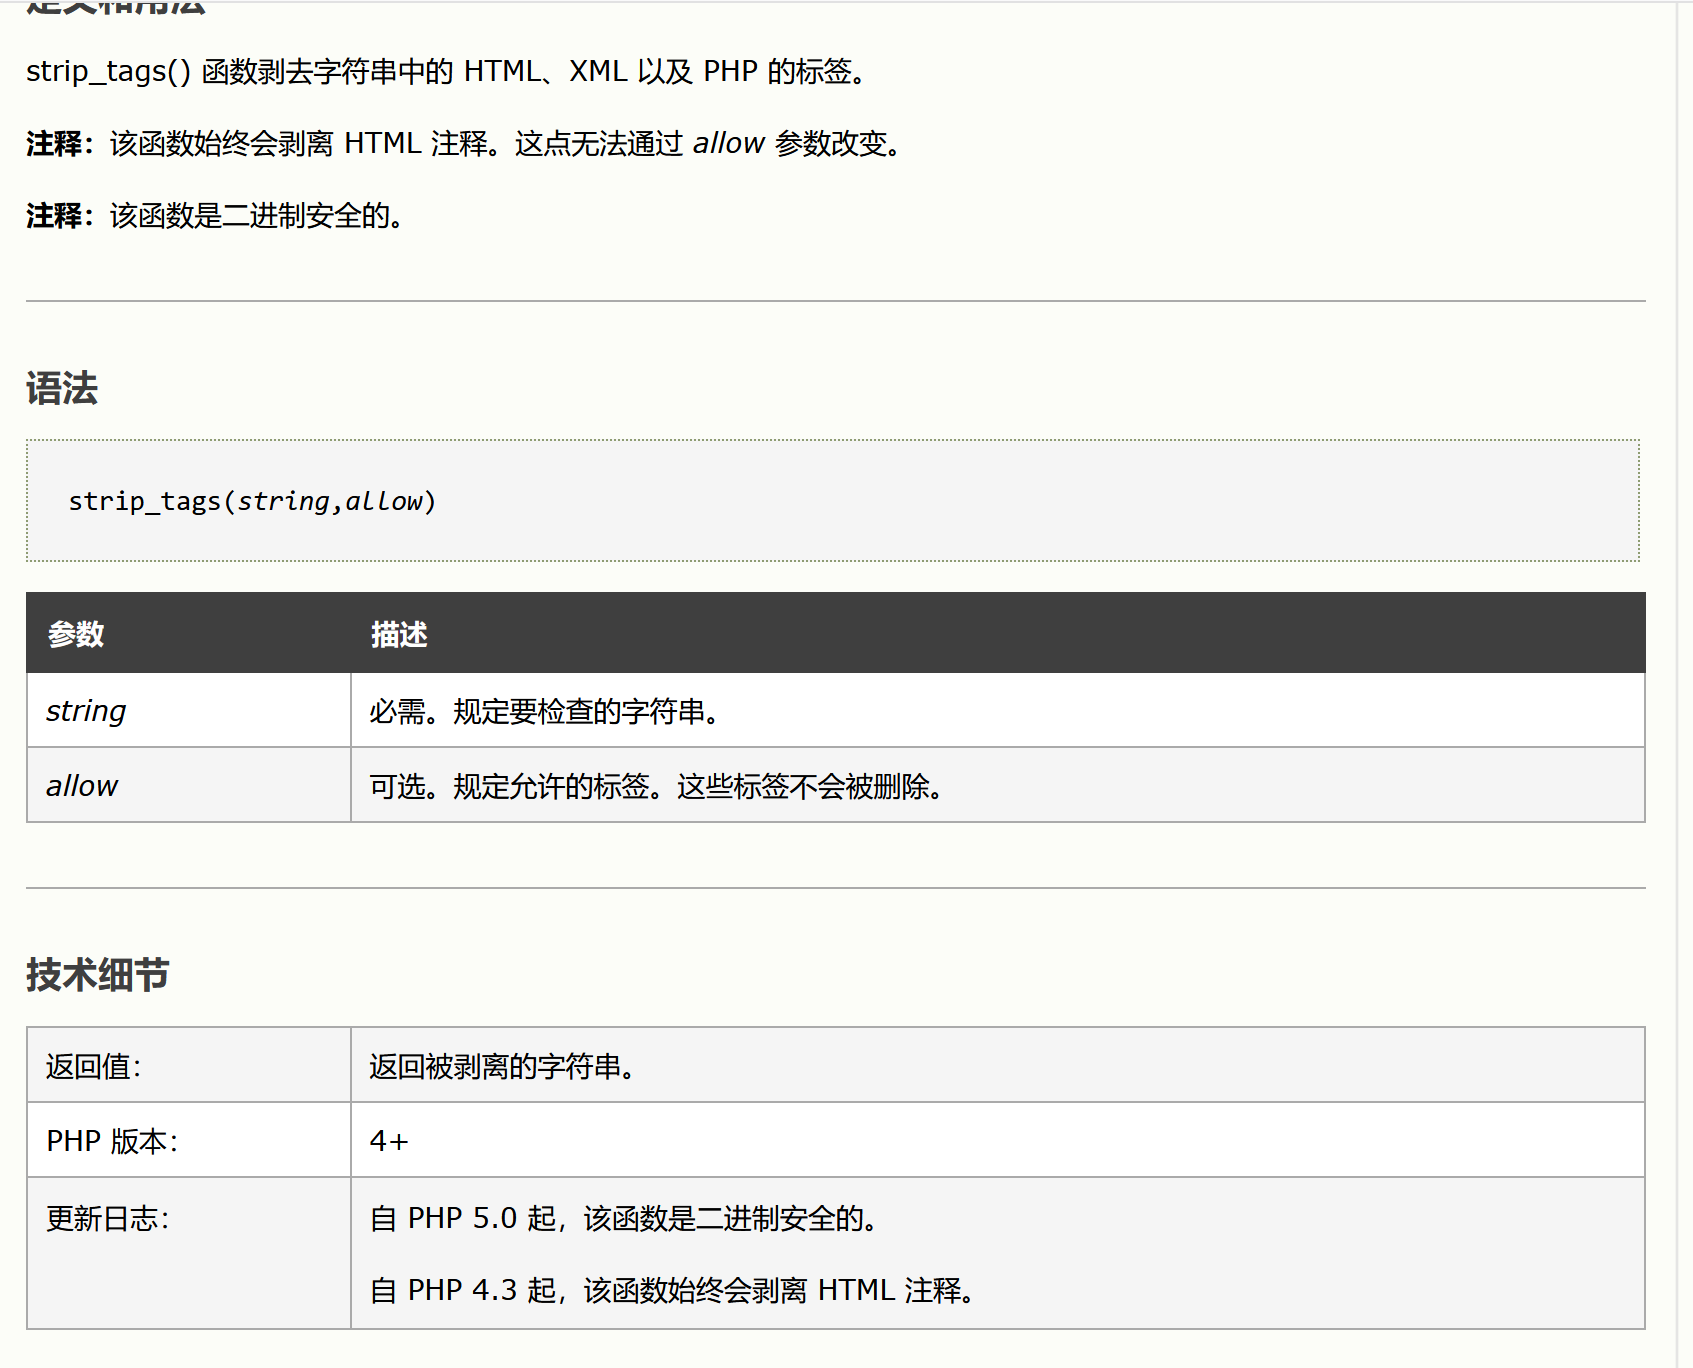 定义和用法
strip_tags() 函数剥去字符串中的 HTML、XML 以及 PHP 的标签。
注释：该函数始终会剥离 HTML 注释。这点无法通过 allow 参数改变。
注释：该函数是二进制安全的。
语法
strip_tags(string,allow)
参数 描述
string 必需。规定要检查的字符串。
allow 可选。规定允许的标签。这些标签不会被删除。
技术细节
返回值： 返回被剥离的字符串。
PHP 版本： 4+
更新日志： 自 PHP 5.0 起，该函数是二进制安全的。
自 PHP 4.3 起，该函数始终会剥离 HTML 注释。